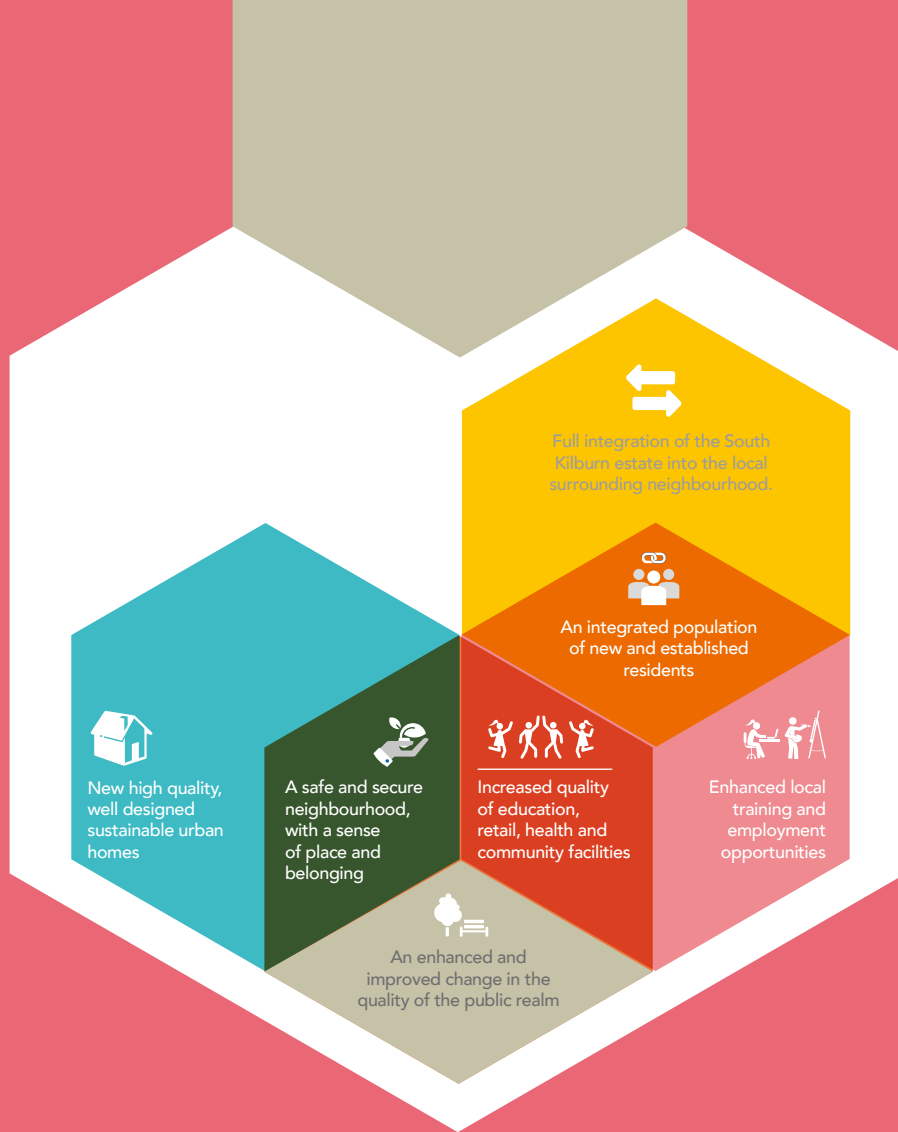 Full integration of the South
Kilburn estate into the local
surrounding neighbourhood.
An integrated population
of new and established
residents
New high quality,
well designed
sustainable urban
homes
A safe and secure
neighbourhood,
with a sense
of place and
belonging
Increased quality
of education,
retail, health and
community facilities
Enhanced local
training and
employment
opportunities
An enhanced and
improved change in the
quality of the public realm